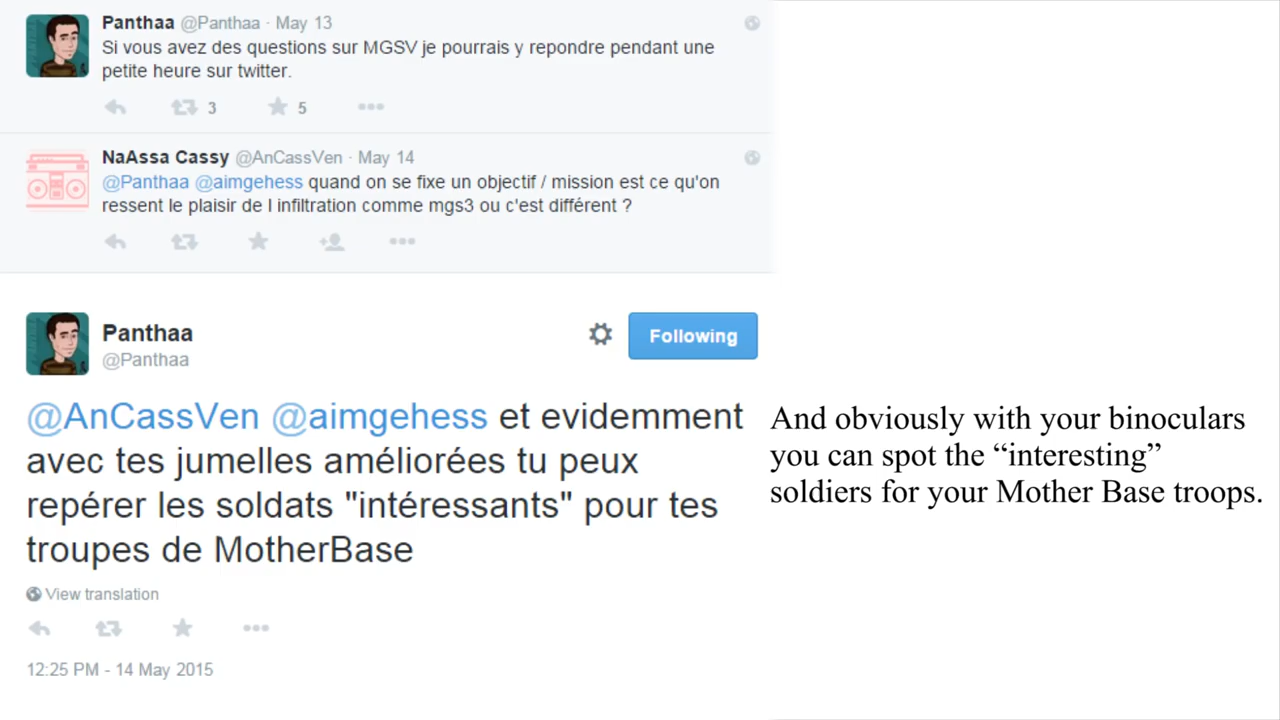 Panthaa @Panthaa · May 13
Si vous avez des questions sur MGSV je pourrais y repondre pendant une
petite heure sur twitter.
3 5
NaAssa Cassy @AnCassVen · May 14
@Panthaa @aimgehess quand on se fixe un objectif / mission est ce qu'on
ressent le plaisir de l infiltration comme mgs3 ou c'est différent ?
Panthaa
@Panthaa
Following
@AnCassVen @aimgehess et evidemment
avec tes jumelles améliorées tu peux
repérer les soldats "intéressants" pour tes
troupes de MotherBase
View translation
12:25 PM - 14 May 2015
And obviously with your binoculars
you can spot the “interesting”
soldiers for your Mother Base troops.